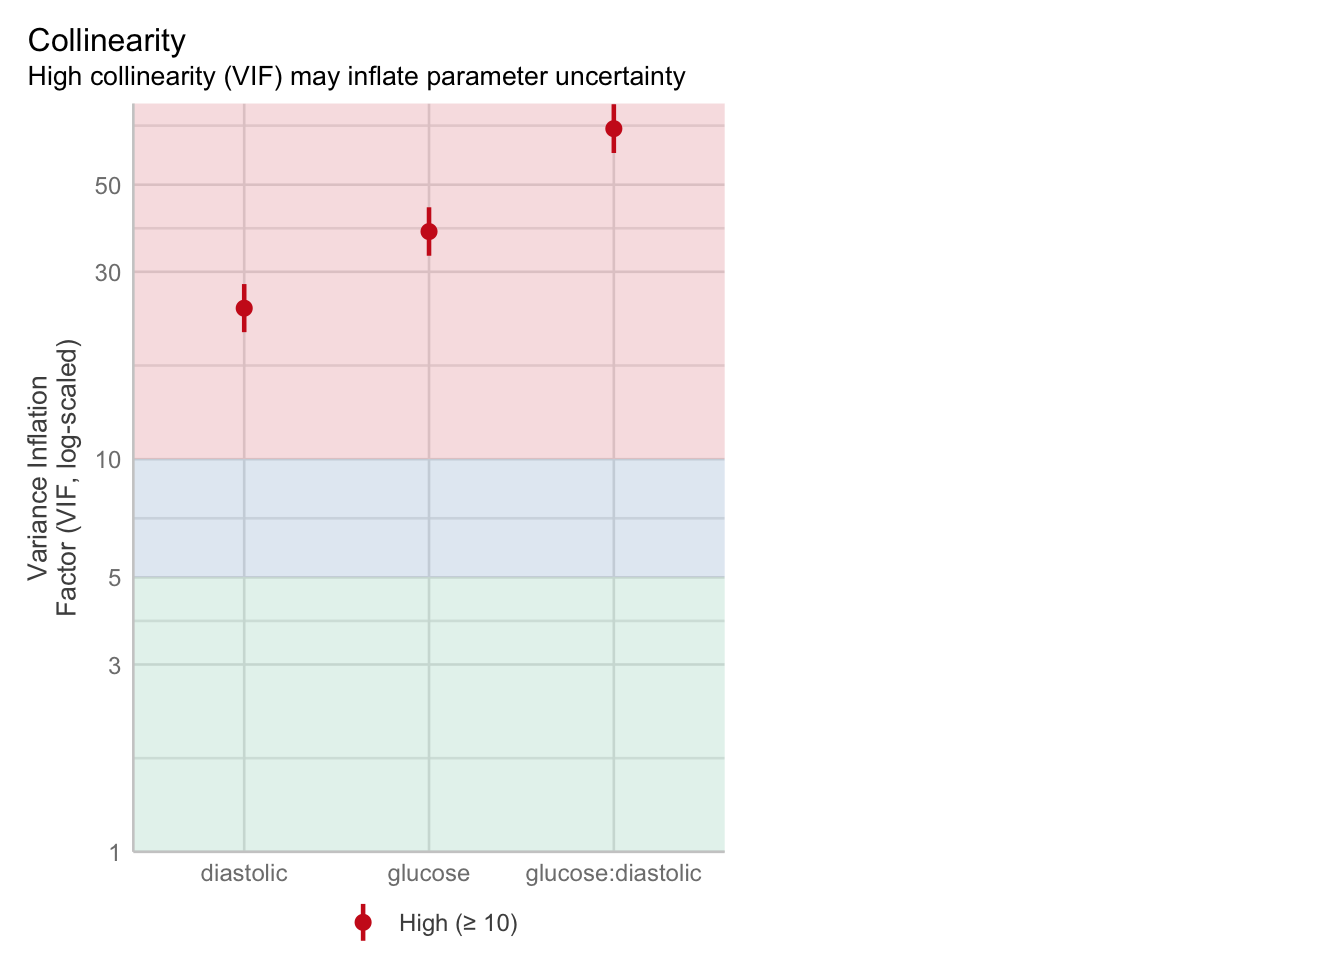 Collinearity
High collinearity (VIF) may inflate parameter uncertainty
Variance Inflation
Factor (VIF, log-scaled)
50
30
10
5
3
1
diastolic
glucose
glucose:diastolic
High (≥ 10)